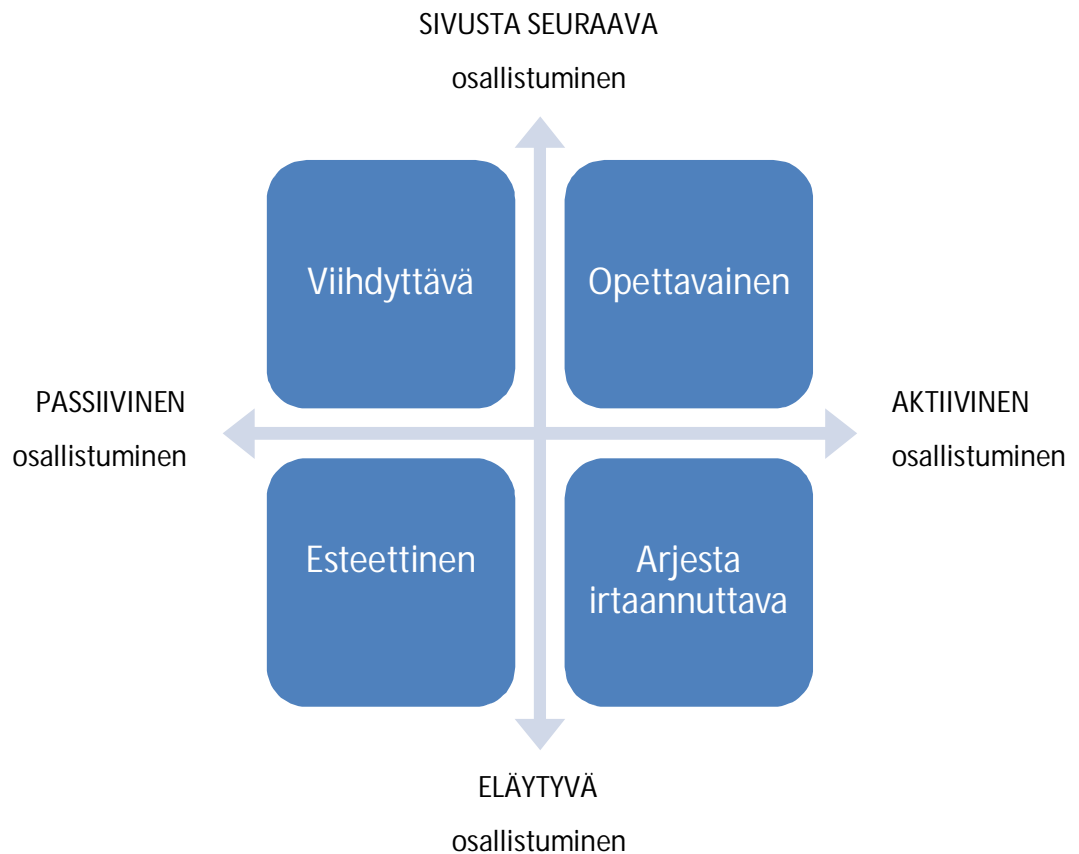 SIVUSTA SEURAAVA
osallistuminen
Viihdyttävä
Opettavainen
PASSIIVINEN
osallistuminen
AKTIIVINEN
osallistuminen
Esteettinen
Arjesta
irtaannuttava
ELÄYTYVÄ
osallistuminen